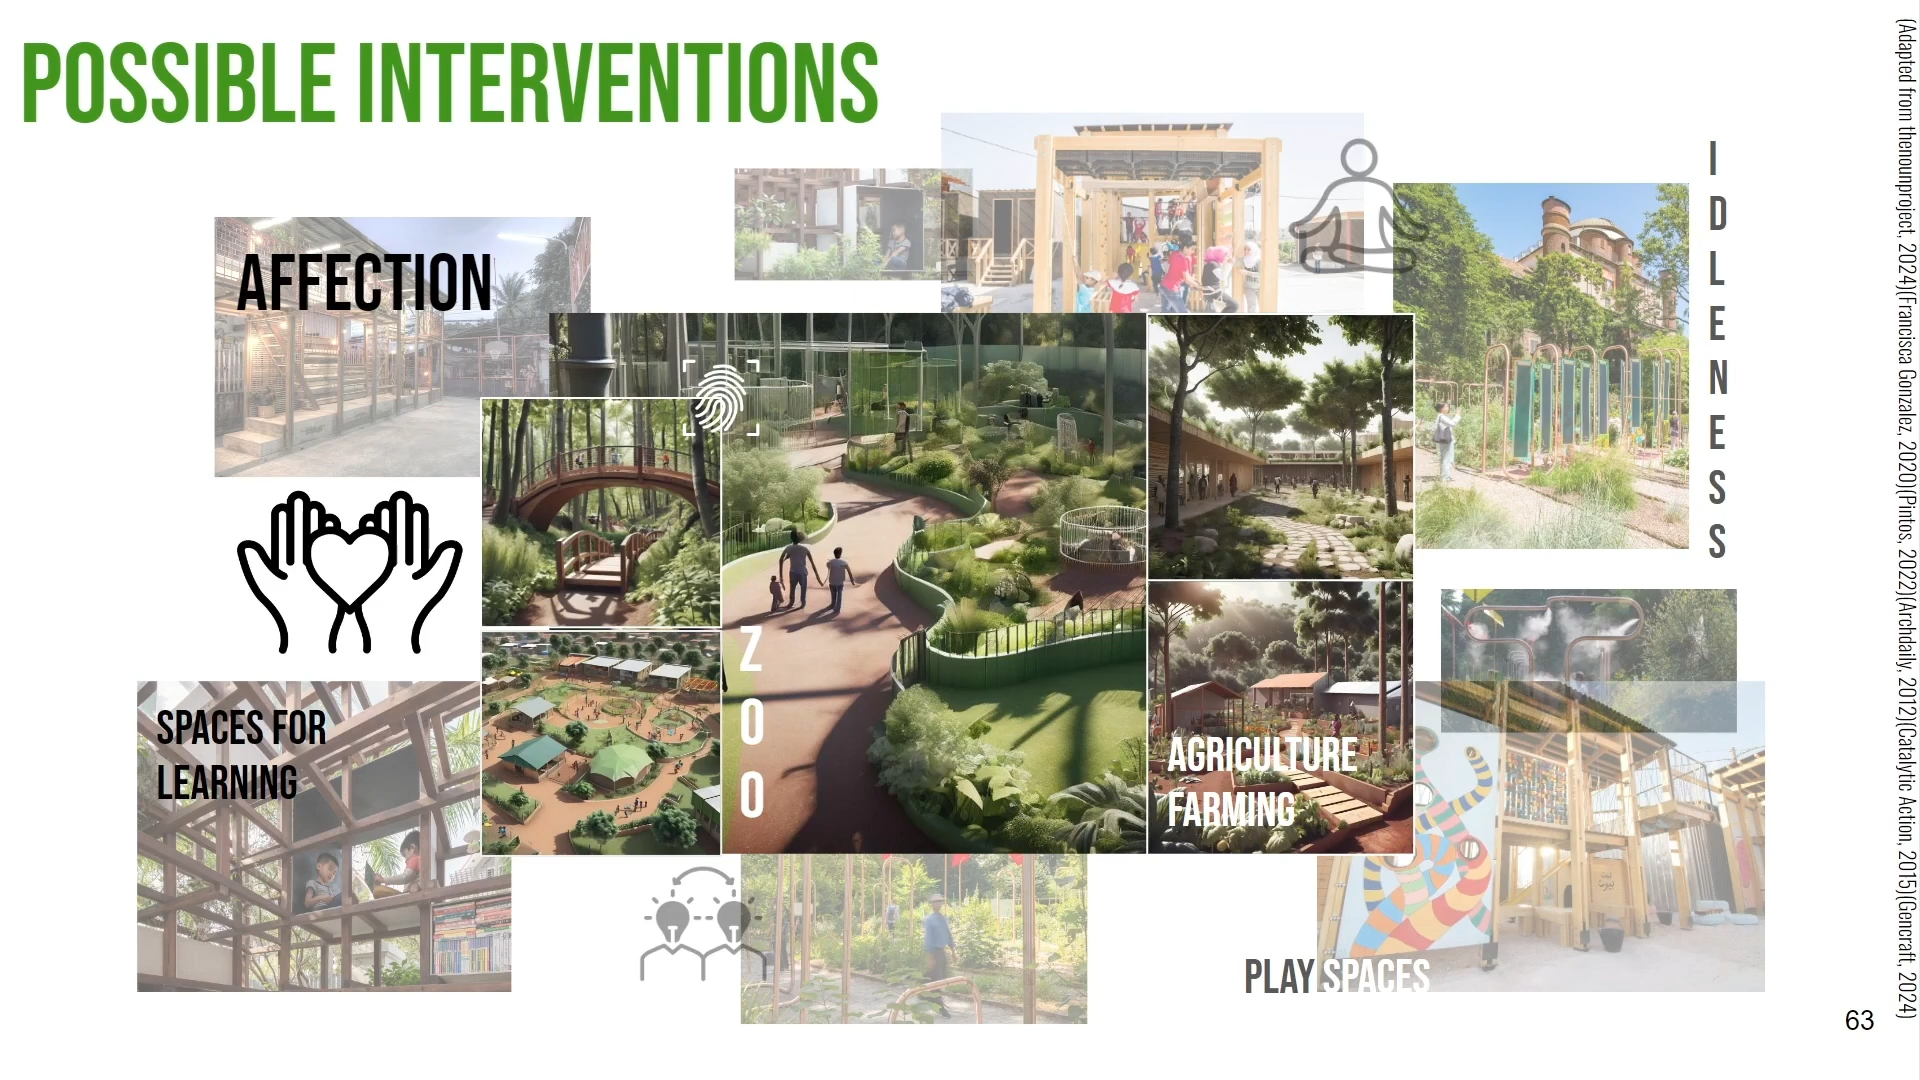 POSSIBLE INTERVENTIONS
AFFECTION
IDLENESS
SPACES FOR
LEARNING
ZOO
AGRICULTURE
FARMING
PLAY SPACES
63
(Adapted from thenounproject, 2024)(Francisca Gonzalez, 2020)(Pintos, 2022)(Archdaily, 2012)(Catalytic Action, 2015)(Gencraft, 2024)